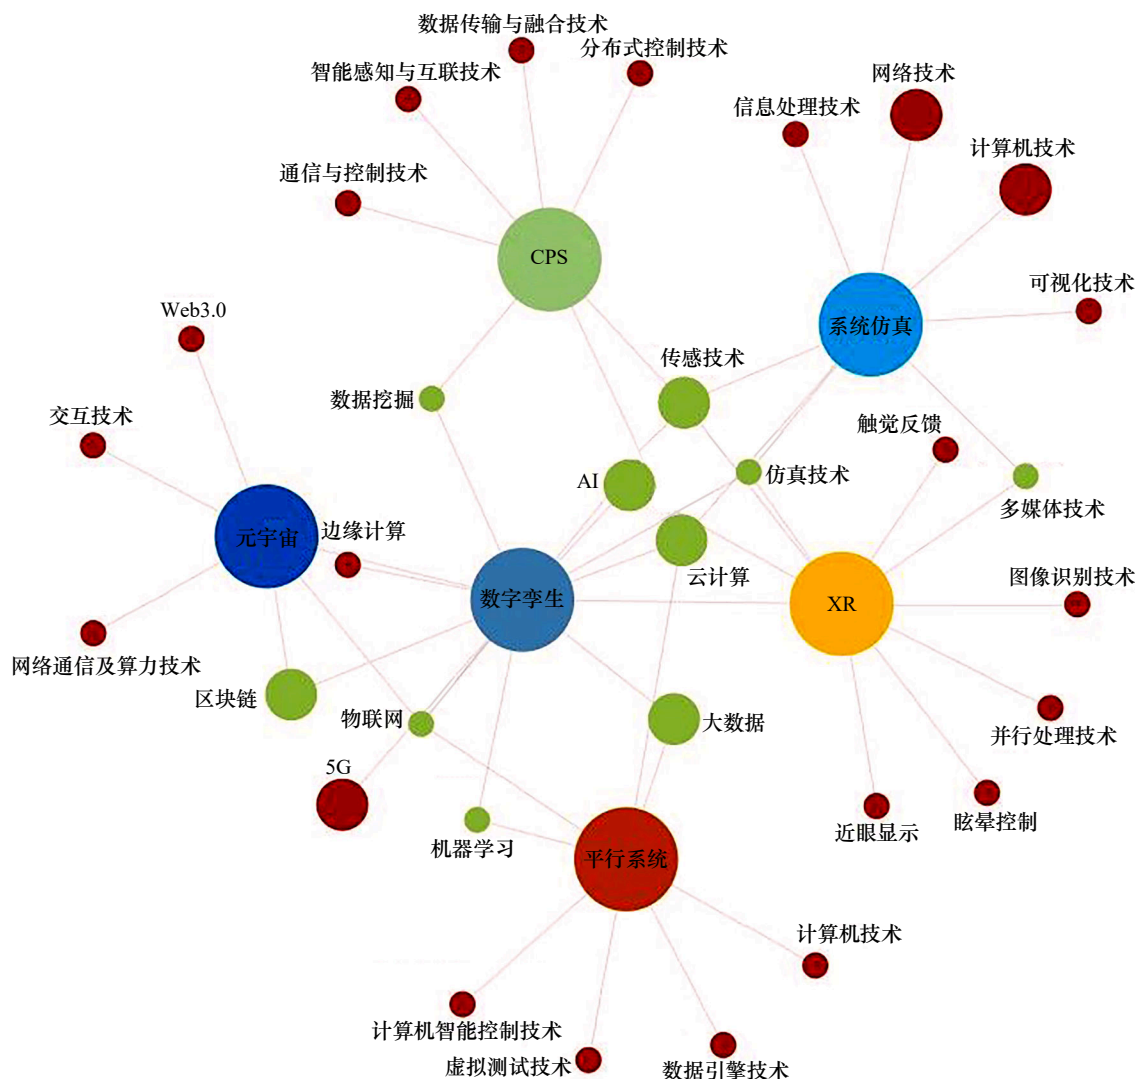 数据传输与融合技术
分布式控制技术
智能感知与互联技术
网络技术
信息处理技术
计算机技术
通信与控制技术
CPS
可视化技术
Web3.0
系统仿真
传感技术
数据挖掘
交互技术
触觉反馈
AI
仿真技术
多媒体技术
边缘计算
元宇宙
云计算
图像识别技术
数字孪生
XR
网络通信及算力技术
区块链
物联网
大数据
并行处理技术
5G
近眼显示
眩晕控制
机器学习
平行系统
计算机技术
计算机智能控制技术
虚拟测试技术
数据引擎技术